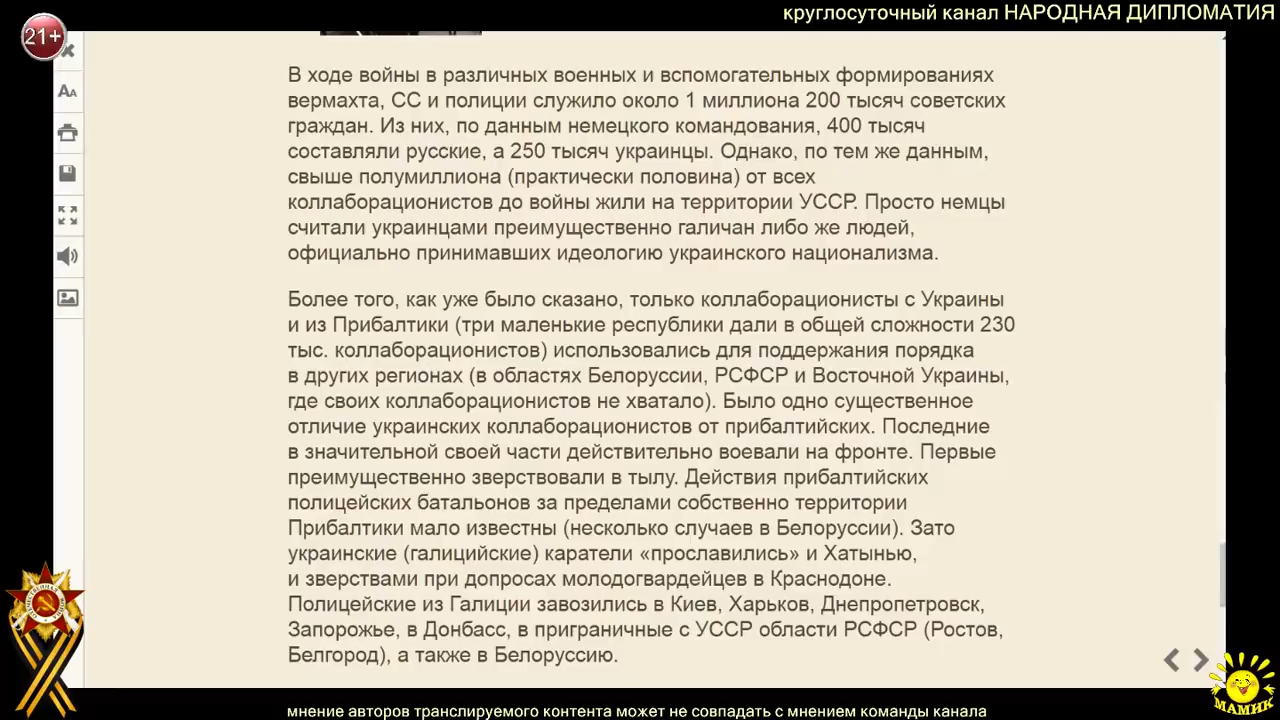 круглосуточный канал НАРОДНАЯ ДИПЛОМАТИЯ
21+
AA
В ходе войны в различных военных и вспомогательных формированиях
вермахта, СС и полиции служило около 1 миллиона 200 тысяч советских
граждан. Из них, по данным немецкого командования, 400 тысяч
составляли русские, а 250 тысяч украинцы. Однако, по тем же данным,
свыше полумиллиона (практически половина) от всех
коллаборационистов до войны жили на территории УССР. Просто немцы
считали украинцами преимущественно галичан либо же людей,
официально принимавших идеологию украинского национализма.
Более того, как уже было сказано, только коллаборационисты с Украины
и из Прибалтики (три маленькие республики дали в общей сложности 230
тыс. коллаборационистов) использовались для поддержания порядка
в других регионах (в областях Белоруссии, РСФСР и Восточной Украины,
где своих коллаборационистов не хватало). Было одно существенное
отличие украинских коллаборационистов от прибалтийских. Последние
в значительной своей части действительно воевали на фронте. Первые
преимущественно зверствовали в тылу. Действия прибалтийских
полицейских батальонов за пределами собственно территории
Прибалтики мало известны (несколько случаев в Белоруссии). Зато
украинские (галицийские) каратели «прославились» и Хатынью,
и зверствами при допросах молодогвардейцев в Краснодоне.
Полицейские из Галиции завозились в Киев, Харьков, Днепропетровск,
Запорожье, в Донбасс, в приграничные с УССР области РСФСР (Ростов,
Белгород), а также в Белоруссию.
МАМИК
мнение авторов транслируемого контента может не совпадать с мнением команды канала